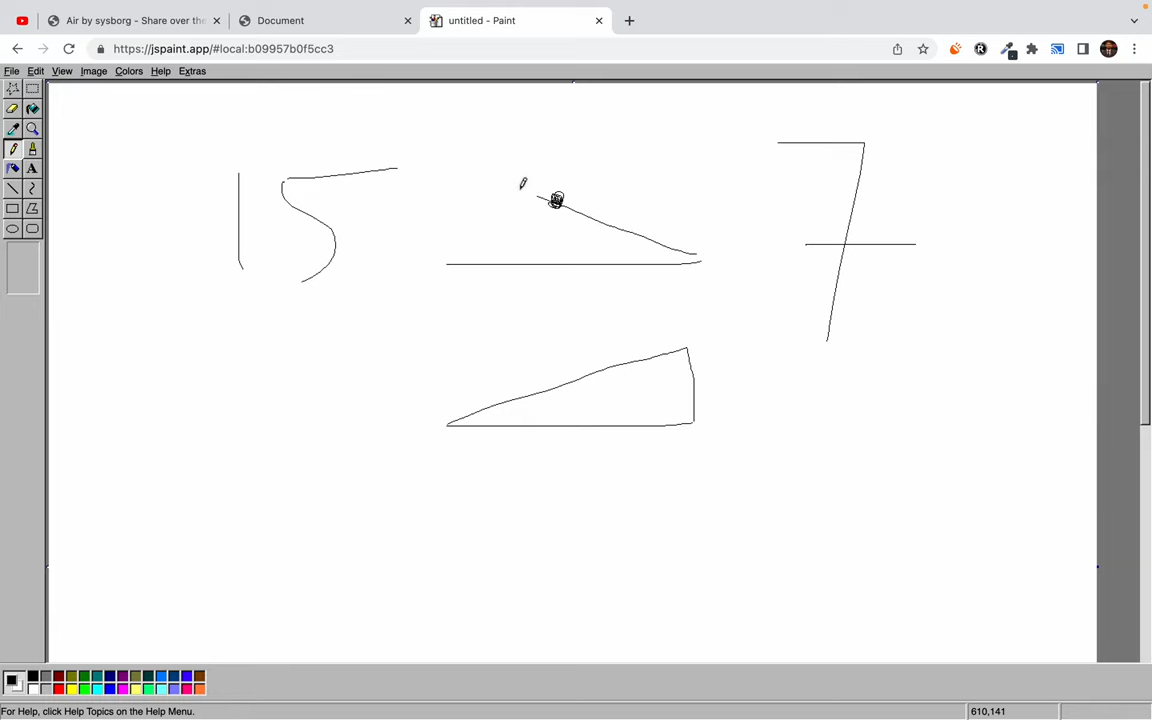 Air by sysborg - Share over the
Document
untitled - Paint
https://jspaint.app/#local:b09957b0f5cc3
File Edit View Image Colors Help Extras
15 7
For Help, click Help Topics on the Help Menu. 610,141